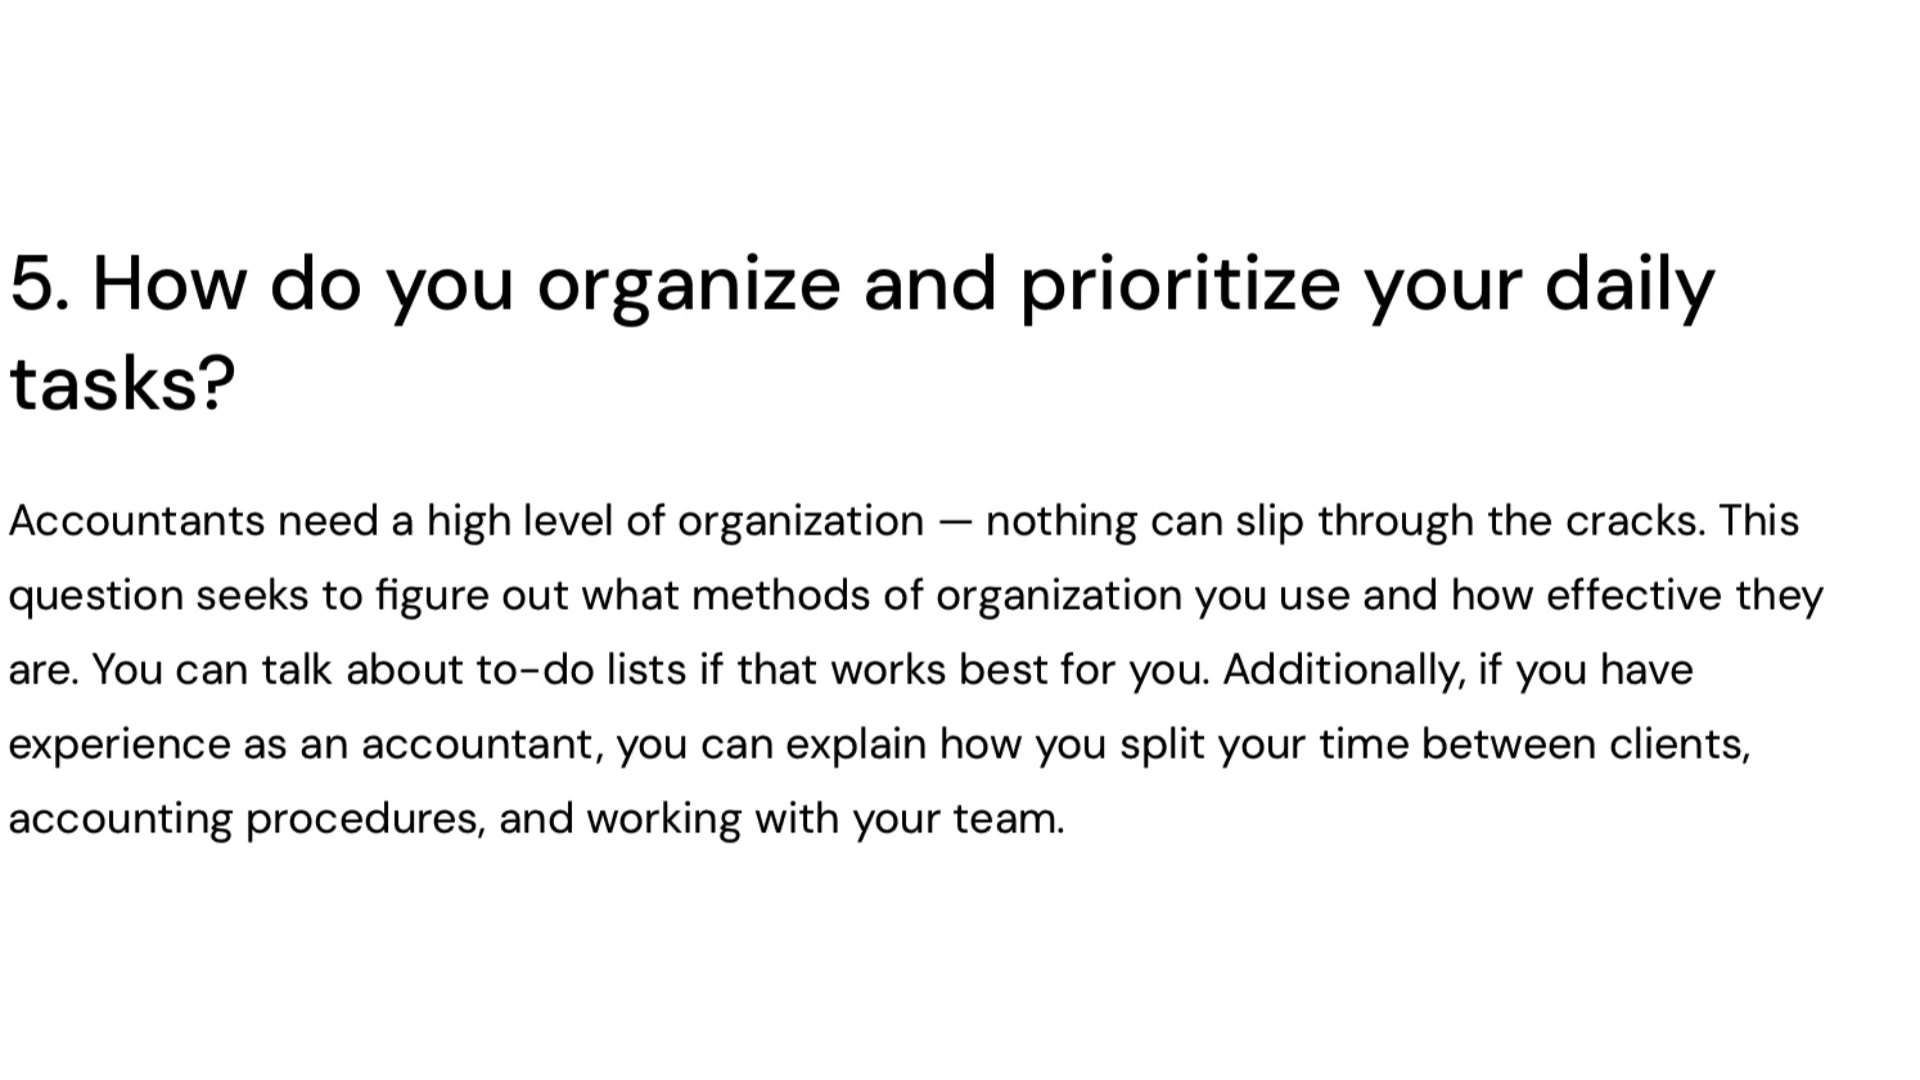 5. How do you organize and prioritize your daily
tasks?
Accountants need a high level of organization — nothing can slip through the cracks. This
question seeks to figure out what methods of organization you use and how effective they
are. You can talk about to-do lists if that works best for you. Additionally, if you have
experience as an accountant, you can explain how you split your time between clients,
accounting procedures, and working with your team.